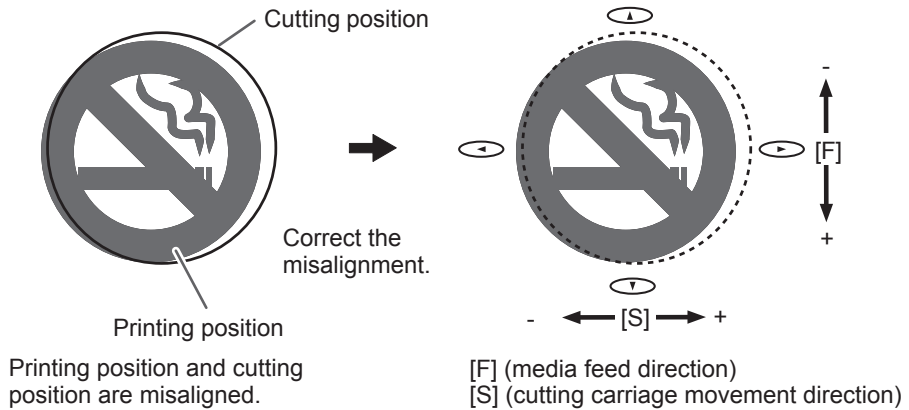 Cutting position
Correct the
misalignment.
Printing position
Printing position and cutting
position are misaligned.
-
[F]
+
- [S] +
[F] (media feed direction)
[S] (cutting carriage movement direction)